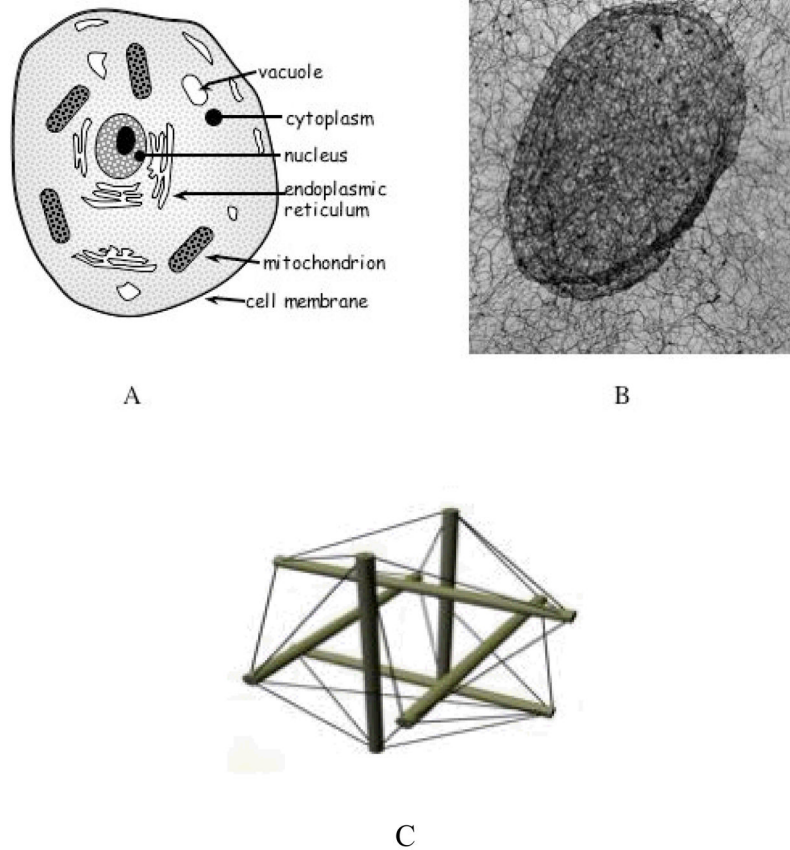 vacuole
cytoplasm
nucleus
endoplasmic
reticulum
mitochondrion
cell membrane
A
B
C